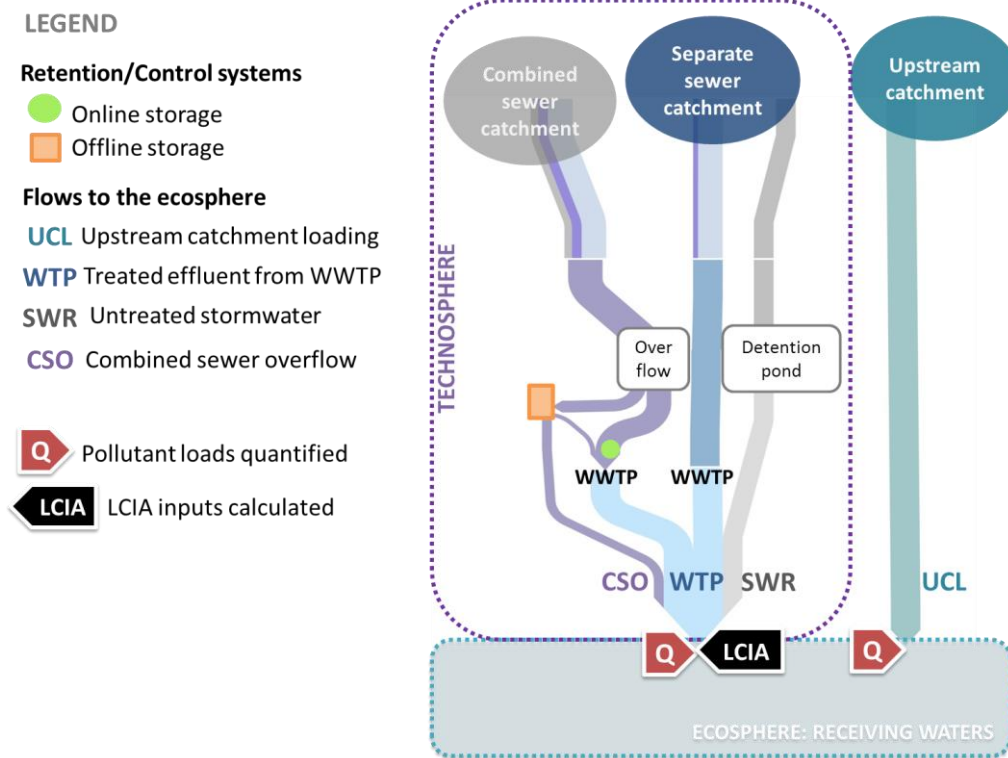 LEGEND
Retention/Control systems
Online storage
Offline storage
Flows to the ecosphere
UCL Upstream catchment loading
WTP Treated effluent from WWTP
SWR Untreated stormwater
CSO Combined sewer overflow
Q Pollutant loads quantified
LCIA LCIA inputs calculated
Combined
sewer
catchment
Separate
sewer
catchment
Upstream
catchment
TECHNOSPHERE
Over
flow
Detention
pond
WWTP
WWTP
CSO
WTP
SWR
UCL
Q
LCIA
Q
ECOSPHERE: RECEIVING WATERS